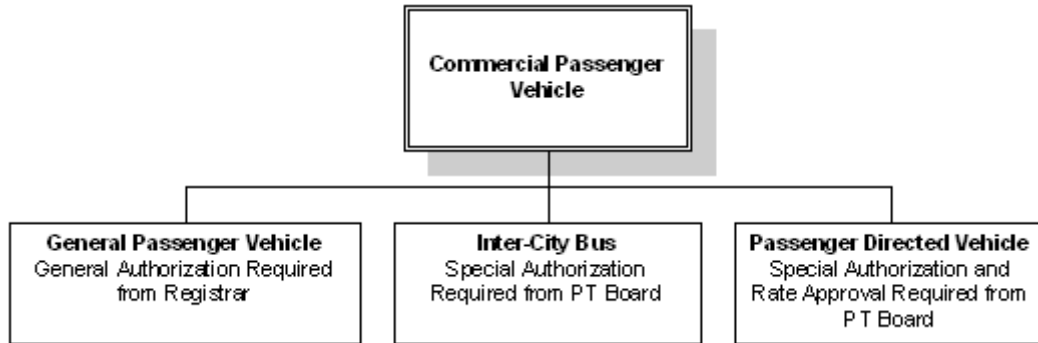 Commercial Passenger
Vehicle
General Passenger Vehicle
General Authorization Required
from Registrar
Inter-City Bus
Special Authorization
Required from PT Board
Passenger Directed Vehicle
Special Authorization and
Rate Approval Required from
PT Board